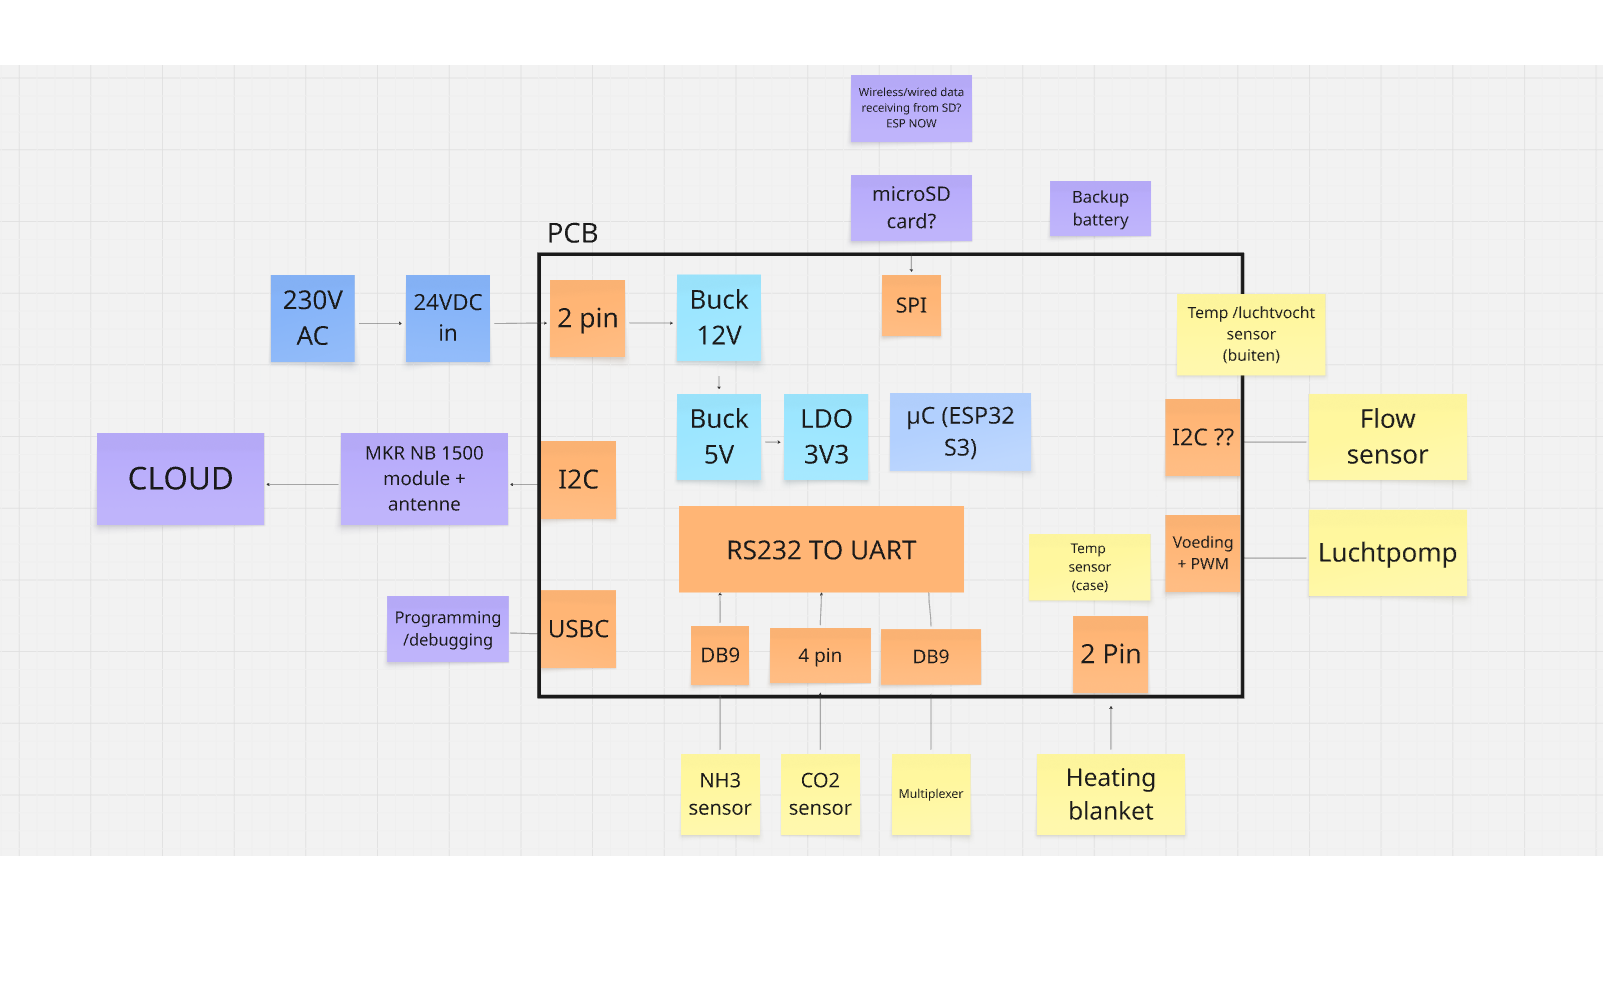 Wireless/wired data
receiving from SD?
ESP NOW
microSD
card?
Backup
battery
PCB
230V
AC
24VDC
in
2 pin
Buck
12V
SPI
Temp /luchtvocht
sensor
(buiten)
CLOUD
MKR NB 1500
module +
antenne
I2C
Buck
5V
LDO
3V3
µC (ESP32
S3)
I2C ??
Flow
sensor
RS232 TO UART
Temp
sensor
(case)
Voeding
+ PWM
Luchtpomp
Programming
/debugging
USBC
DB9
4 pin
DB9
2 Pin
NH3
sensor
CO2
sensor
Multiplexer
Heating
blanket